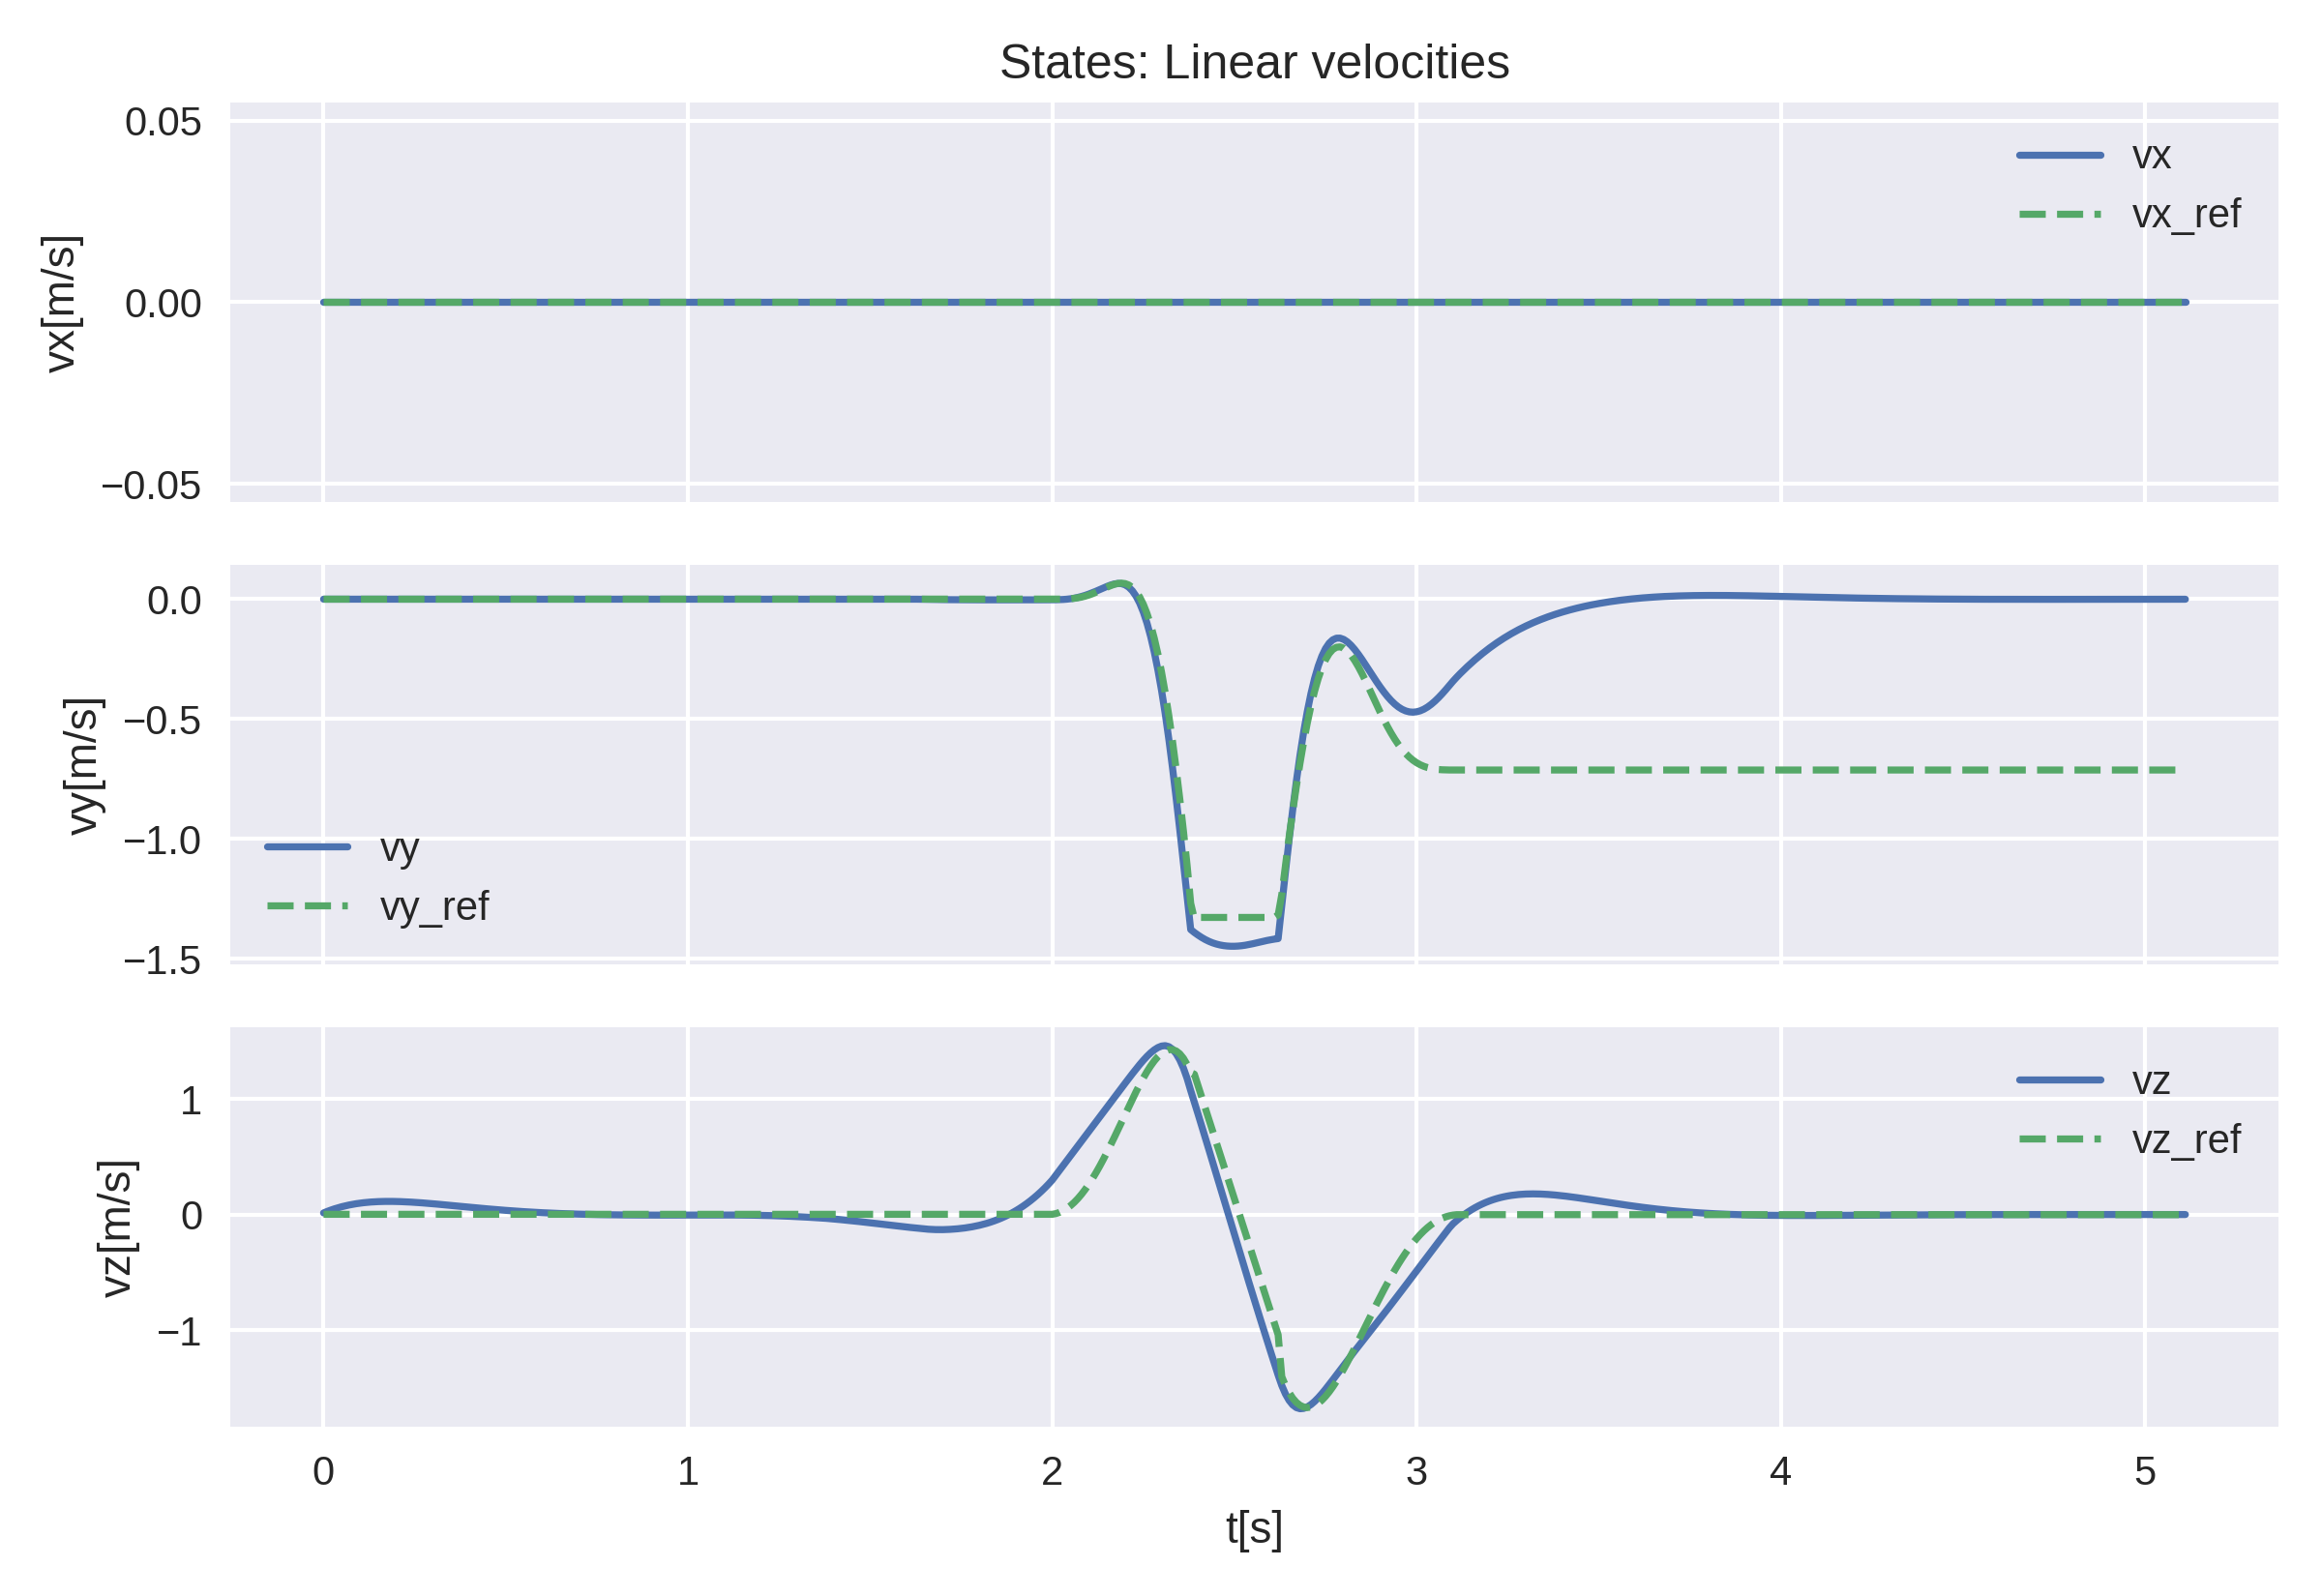 States: Linear velocities
0.05
0.00
−0.05
vx[m/s]
vx
vx_ref
0.0
−0.5
−1.0
−1.5
vy[m/s]
vy
vy_ref
1
0
−1
vz[m/s]
vz
vz_ref
0 1 2 3 4 5
t[s]